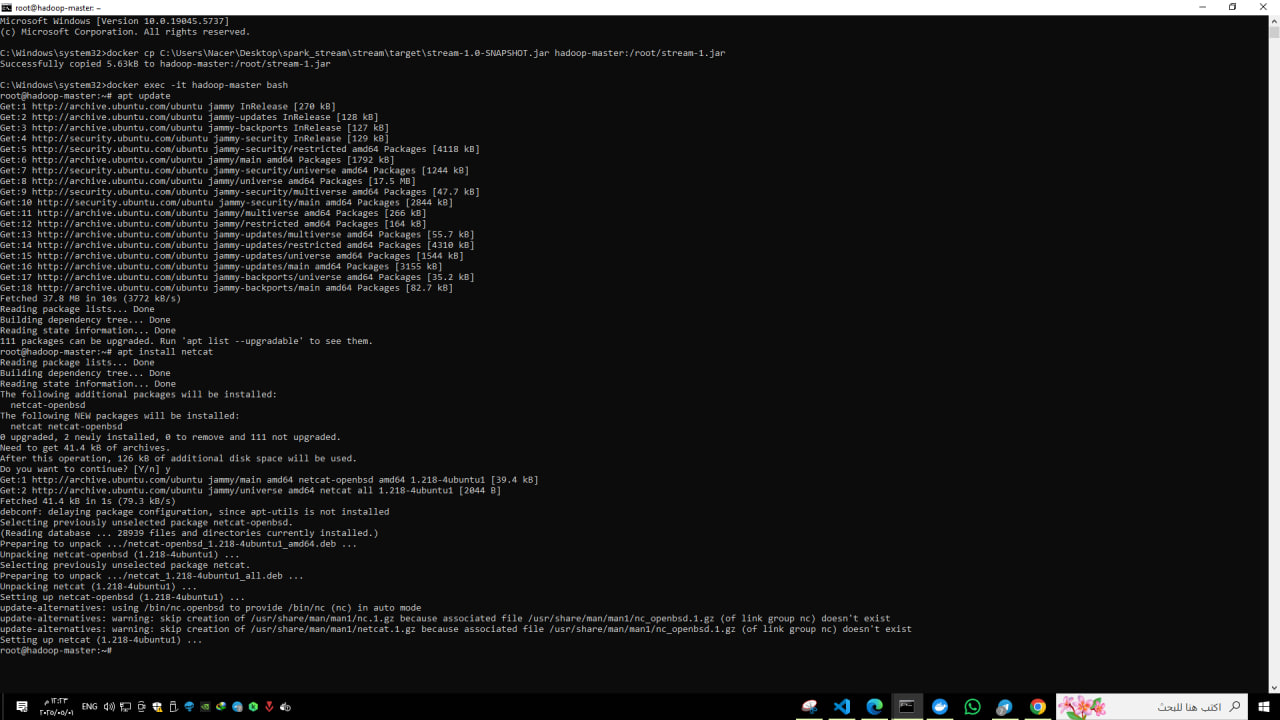 root@hadoop-master: ~
Microsoft Windows [Version 10.0.19045.5737]
(c) Microsoft Corporation. All rights reserved.
C:\Windows\system32>docker cp C:\Users\Nacer\Desktop\spark_stream\stream\target\stream-1.0-SNAPSHOT.jar hadoop-master:/root/stream-1.jar
Successfully copied 5.63kB to hadoop-master:/root/stream-1.jar
C:\Windows\system32>docker exec -it hadoop-master bash
root@hadoop-master:~# apt update
Get:1 http://archive.ubuntu.com/ubuntu jammy InRelease [270 kB]
Get:2 http://archive.ubuntu.com/ubuntu jammy-updates InRelease [128 kB]
Get:3 http://archive.ubuntu.com/ubuntu jammy-backports InRelease [127 kB]
Get:4 http://security.ubuntu.com/ubuntu jammy-security InRelease [129 kB]
Get:5 http://security.ubuntu.com/ubuntu jammy-security/restricted amd64 Packages [4118 kB]
Get:6 http://archive.ubuntu.com/ubuntu jammy/main amd64 Packages [1792 kB]
Get:7 http://security.ubuntu.com/ubuntu jammy-security/universe amd64 Packages [1244 kB]
Get:8 http://archive.ubuntu.com/ubuntu jammy/universe amd64 Packages [17.5 MB]
Get:9 http://security.ubuntu.com/ubuntu jammy-security/multiverse amd64 Packages [47.7 kB]
Get:10 http://security.ubuntu.com/ubuntu jammy-security/main amd64 Packages [2844 kB]
Get:11 http://archive.ubuntu.com/ubuntu jammy/multiverse amd64 Packages [266 kB]
Get:12 http://archive.ubuntu.com/ubuntu jammy/restricted amd64 Packages [164 kB]
Get:13 http://archive.ubuntu.com/ubuntu jammy-updates/multiverse amd64 Packages [55.7 kB]
Get:14 http://archive.ubuntu.com/ubuntu jammy-updates/restricted amd64 Packages [4310 kB]
Get:15 http://archive.ubuntu.com/ubuntu jammy-updates/universe amd64 Packages [1544 kB]
Get:16 http://archive.ubuntu.com/ubuntu jammy-updates/main amd64 Packages [3155 kB]
Get:17 http://archive.ubuntu.com/ubuntu jammy-backports/universe amd64 Packages [35.2 kB]
Get:18 http://archive.ubuntu.com/ubuntu jammy-backports/main amd64 Packages [82.7 kB]
Fetched 37.8 MB in 10s (3772 kB/s)
Reading package lists... Done
Building dependency tree... Done
Reading state information... Done
111 packages can be upgraded. Run 'apt list --upgradable' to see them.
root@hadoop-master:~# apt install netcat
Reading package lists... Done
Building dependency tree... Done
Reading state information... Done
The following additional packages will be installed:
netcat-openbsd
The following NEW packages will be installed:
netcat netcat-openbsd
0 upgraded, 2 newly installed, 0 to remove and 111 not upgraded.
Need to get 41.4 kB of archives.
After this operation, 126 kB of additional disk space will be used.
Do you want to continue? [Y/n] y
Get:1 http://archive.ubuntu.com/ubuntu jammy/main amd64 netcat-openbsd amd64 1.218-4ubuntu1 [39.4 kB]
Get:2 http://archive.ubuntu.com/ubuntu jammy/universe amd64 netcat all 1.218-4ubuntu1 [2044 B]
Fetched 41.4 kB in 1s (79.3 kB/s)
debconf: delaying package configuration, since apt-utils is not installed
Selecting previously unselected package netcat-openbsd.
(Reading database ... 28939 files and directories currently installed.)
Preparing to unpack .../netcat-openbsd_1.218-4ubuntu1_amd64.deb ...
Unpacking netcat-openbsd (1.218-4ubuntu1) ...
Selecting previously unselected package netcat.
Preparing to unpack .../netcat_1.218-4ubuntu1_all.deb ...
Unpacking netcat (1.218-4ubuntu1) ...
Setting up netcat-openbsd (1.218-4ubuntu1) ...
update-alternatives: using /bin/nc.openbsd to provide /bin/nc (nc) in auto mode
update-alternatives: warning: skip creation of /usr/share/man/man1/nc.1.gz because associated file /usr/share/man/man1/nc_openbsd.1.gz (of link group nc) doesn't exist
update-alternatives: warning: skip creation of /usr/share/man/man1/netcat.1.gz because associated file /usr/share/man/man1/nc_openbsd.1.gz (of link group nc) doesn't exist
Setting up netcat (1.218-4ubuntu1) ...
root@hadoop-master:~#
١٢:٢٣ م
٢٠٢٥/٠٥/٠١
ENG
اكتب هنا للبحث